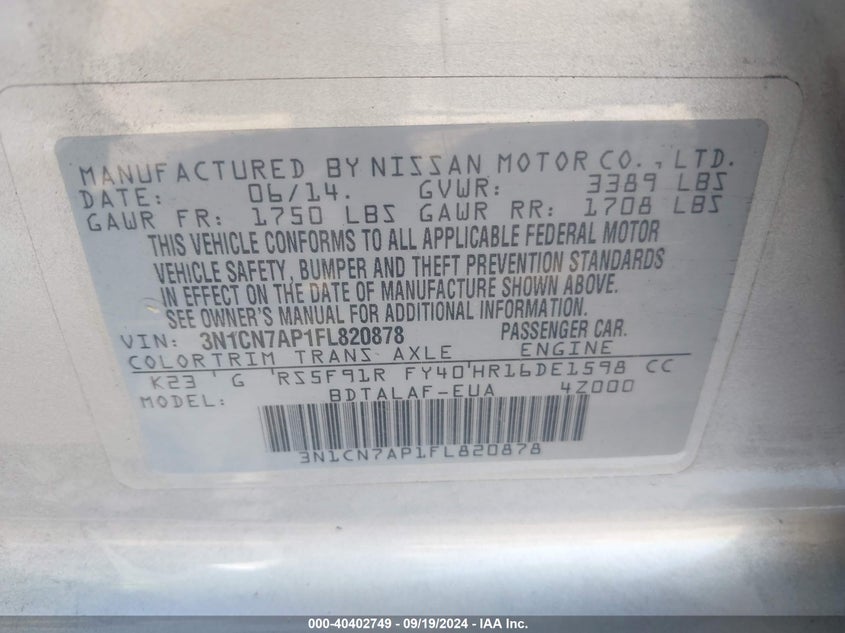 MANUFACTURED BY NISSAN MOTOR CO., LTD.
DATE: 06/14. GVWR: 3389 LBS
GAWR FR: 1750 LBS GAWR RR: 1708 LBS
THIS VEHICLE CONFORMS TO ALL APPLICABLE FEDERAL MOTOR
VEHICLE SAFETY, BUMPER AND THEFT PREVENTION STANDARDS
IN EFFECT ON THE DATE OF MANUFACTURE SHOWN ABOVE.
SEE OWNER'S MANUAL FOR ADDITIONAL INFORMATION.
VIN: 3N1CN7AP1FL820878 PASSENGER CAR.
COLORTRIM TRANS AXLE ENGINE
K23 G RS5F91R FY40 HR16DE1598 CC
MODEL: BDTALAF-EUA 4Z000
3N1CN7AP1FL820878
000-40402749 - 09/19/2024 - IAA Inc.